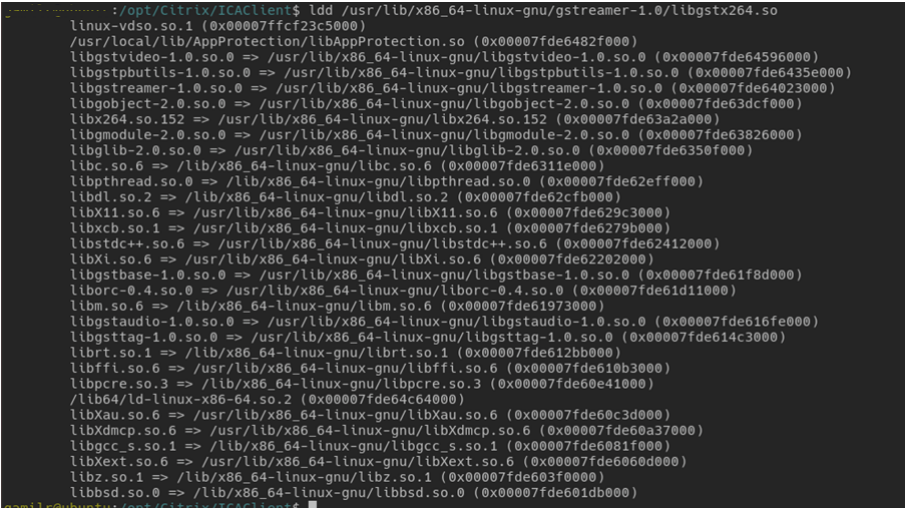 :/opt/Citrix/ICAClient$ ldd /usr/lib/x86_64-linux-gnu/gstreamer-1.0/libgstx264.so
linux-vdso.so.1 (0x00007ffcf23c5000)
/usr/local/lib/AppProtection/libAppProtection.so (0x00007fde6482f000)
libgstvideo-1.0.so.0 => /usr/lib/x86_64-linux-gnu/libgstvideo-1.0.so.0 (0x00007fde64596000)
libgstpbutils-1.0.so.0 => /usr/lib/x86_64-linux-gnu/libgstpbutils-1.0.so.0 (0x00007fde6435e000)
libgstreamer-1.0.so.0 => /usr/lib/x86_64-linux-gnu/libgstreamer-1.0.so.0 (0x00007fde64023000)
libgobject-2.0.so.0 => /usr/lib/x86_64-linux-gnu/libgobject-2.0.so.0 (0x00007fde63dcf000)
libx264.so.152 => /usr/lib/x86_64-linux-gnu/libx264.so.152 (0x00007fde63a2a000)
libgmodule-2.0.so.0 => /usr/lib/x86_64-linux-gnu/libgmodule-2.0.so.0 (0x00007fde63826000)
libglib-2.0.so.0 => /usr/lib/x86_64-linux-gnu/libglib-2.0.so.0 (0x00007fde6350f000)
libc.so.6 => /lib/x86_64-linux-gnu/libc.so.6 (0x00007fde6311e000)
libpthread.so.0 => /lib/x86_64-linux-gnu/libpthread.so.0 (0x00007fde62eff000)
libdl.so.2 => /lib/x86_64-linux-gnu/libdl.so.2 (0x00007fde62cfb000)
libX11.so.6 => /usr/lib/x86_64-linux-gnu/libX11.so.6 (0x00007fde629c3000)
libxcb.so.1 => /usr/lib/x86_64-linux-gnu/libxcb.so.1 (0x00007fde6279b000)
libstdc++.so.6 => /usr/lib/x86_64-linux-gnu/libstdc++.so.6 (0x00007fde62412000)
libXi.so.6 => /usr/lib/x86_64-linux-gnu/libXi.so.6 (0x00007fde62202000)
libgstbase-1.0.so.0 => /usr/lib/x86_64-linux-gnu/libgstbase-1.0.so.0 (0x00007fde61f8d000)
liborc-0.4.so.0 => /usr/lib/x86_64-linux-gnu/liborc-0.4.so.0 (0x00007fde61d11000)
libm.so.6 => /lib/x86_64-linux-gnu/libm.so.6 (0x00007fde61973000)
libgstaudio-1.0.so.0 => /usr/lib/x86_64-linux-gnu/libgstaudio-1.0.so.0 (0x00007fde616fe000)
libgsttag-1.0.so.0 => /usr/lib/x86_64-linux-gnu/libgsttag-1.0.so.0 (0x00007fde614c3000)
librt.so.1 => /lib/x86_64-linux-gnu/librt.so.1 (0x00007fde612bb000)
libffi.so.6 => /usr/lib/x86_64-linux-gnu/libffi.so.6 (0x00007fde610b3000)
libpcre.so.3 => /lib/x86_64-linux-gnu/libpcre.so.3 (0x00007fde60e41000)
/lib64/ld-linux-x86-64.so.2 (0x00007fde64c64000)
libXau.so.6 => /usr/lib/x86_64-linux-gnu/libXau.so.6 (0x00007fde60c3d000)
libXdmcp.so.6 => /usr/lib/x86_64-linux-gnu/libXdmcp.so.6 (0x00007fde60a37000)
libgcc_s.so.1 => /lib/x86_64-linux-gnu/libgcc_s.so.1 (0x00007fde6081f000)
libXext.so.6 => /usr/lib/x86_64-linux-gnu/libXext.so.6 (0x00007fde6060d000)
libz.so.1 => /lib/x86_64-linux-gnu/libz.so.1 (0x00007fde603f0000)
libbsd.so.0 => /lib/x86_64-linux-gnu/libbsd.so.0 (0x00007fde601db000)
gamilr@ubuntu:/opt/Citrix/ICAClient$